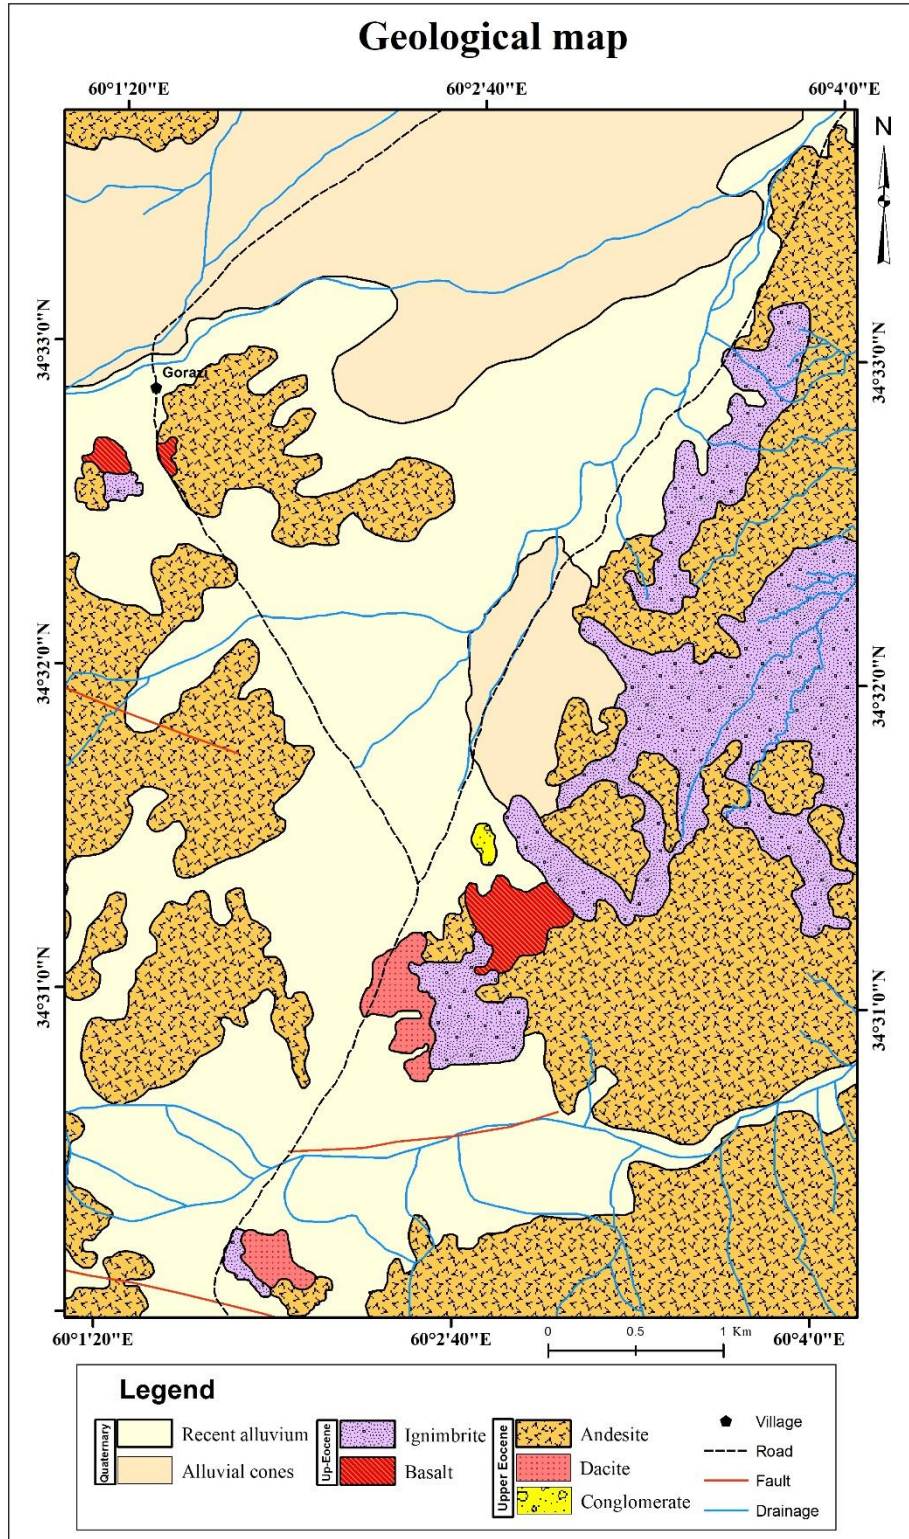 Geological map
60°1'20"E 60°2'40"E 60°4'0"E
N
34°33'0"N
34°33'0"N
Gorazi
34°32'0"N
34°32'0"N
34°31'0"N
34°31'0"N
60°1'20"E 60°2'40"E 60°4'0"E
0 0.5 1 Km
Legend
Quaternary
Recent alluvium
Alluvial cones
Up-Eocene
Ignimbrite
Basalt
Upper Eocene
Andesite
Dacite
Conglomerate
Village
Road
Fault
Drainage